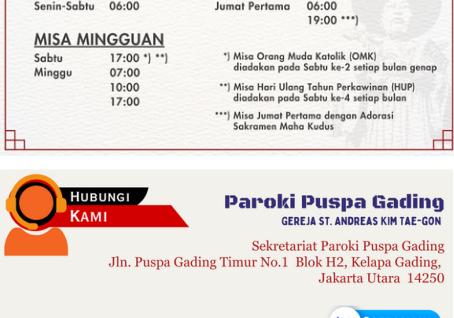 Senin-Sabtu 06:00
Jumat Pertama 06:00
19:00 ***)
MISA MINGGUAN
Sabtu 17:00 *) **)
Minggu 07:00
10:00
17:00
*) Misa Orang Muda Katolik (OMK)
diadakan pada Sabtu ke-2 setiap bulan genap
**) Misa Hari Ulang Tahun Perkawinan (HUP)
diadakan pada Sabtu ke-4 setiap bulan
***) Misa Jumat Pertama dengan Adorasi
Sakramen Maha Kudus
HUBUNGI
KAMI
Paroki Puspa Gading
GEREJA ST. ANDREAS KIM TAE-GON
Sekretariat Paroki Puspa Gading
Jln. Puspa Gading Timur No.1 Blok H2, Kelapa Gading,
Jakarta Utara 14250